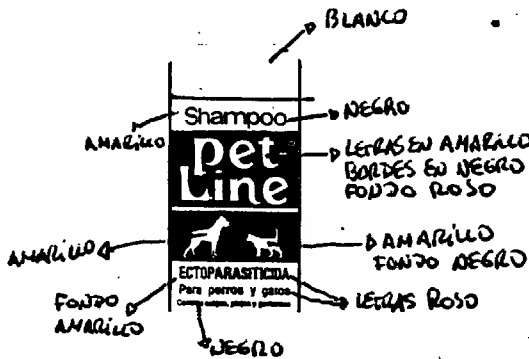 BLANCO
Shampoo
NEGRO
AMARILLO
pet-
Line
LETRAS EN AMARILLO
BORDES EN NEGRO
FONDO ROSO
AMARILLO
AMARILLO
FONDO NEGRO
ECTOPARASITICIDA
Para perros y gatos
FONDO
AMARILLO
LETRAS ROSO
NEGRO